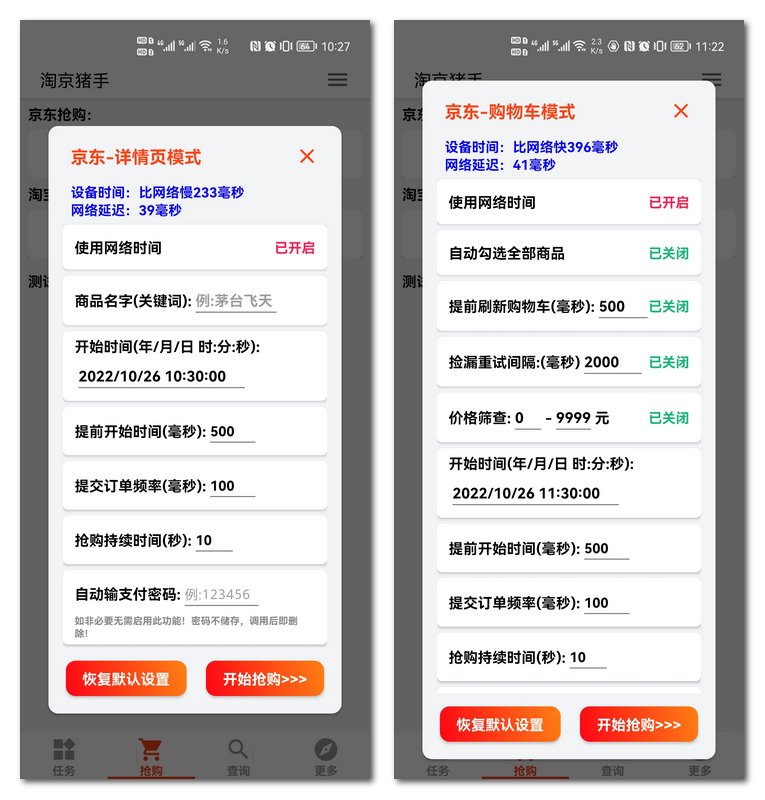 1.6
K/s
64
10:27
淘京猪手
京东抢购:
京东-详情页模式
设备时间：比网络慢233毫秒
网络延迟：39毫秒
使用网络时间 已开启
商品名字(关键词): 例:茅台飞天
开始时间(年/月/日 时:分:秒):
2022/10/26 10:30:00
提前开始时间(毫秒): 500
提交订单频率(毫秒): 100
抢购持续时间(秒): 10
自动输支付密码: 例:123456
如非必要无需启用此功能！密码不储存，调用后即删
除！
恢复默认设置 开始抢购>>>
任务 抢购 查询 更多
2.3
K/s
62
11:22
淘京猪手
京东-购物车模式
设备时间：比网络快396毫秒
网络延迟：41毫秒
使用网络时间 已开启
自动勾选全部商品 已关闭
提前刷新购物车(毫秒): 500 已关闭
捡漏重试间隔:(毫秒) 2000 已关闭
价格筛查: 0 - 9999 元 已关闭
开始时间(年/月/日 时:分:秒):
2022/10/26 11:30:00
提前开始时间(毫秒): 500
提交订单频率(毫秒): 100
抢购持续时间(秒): 10
恢复默认设置 开始抢购>>>
任务 抢购 查询 更多